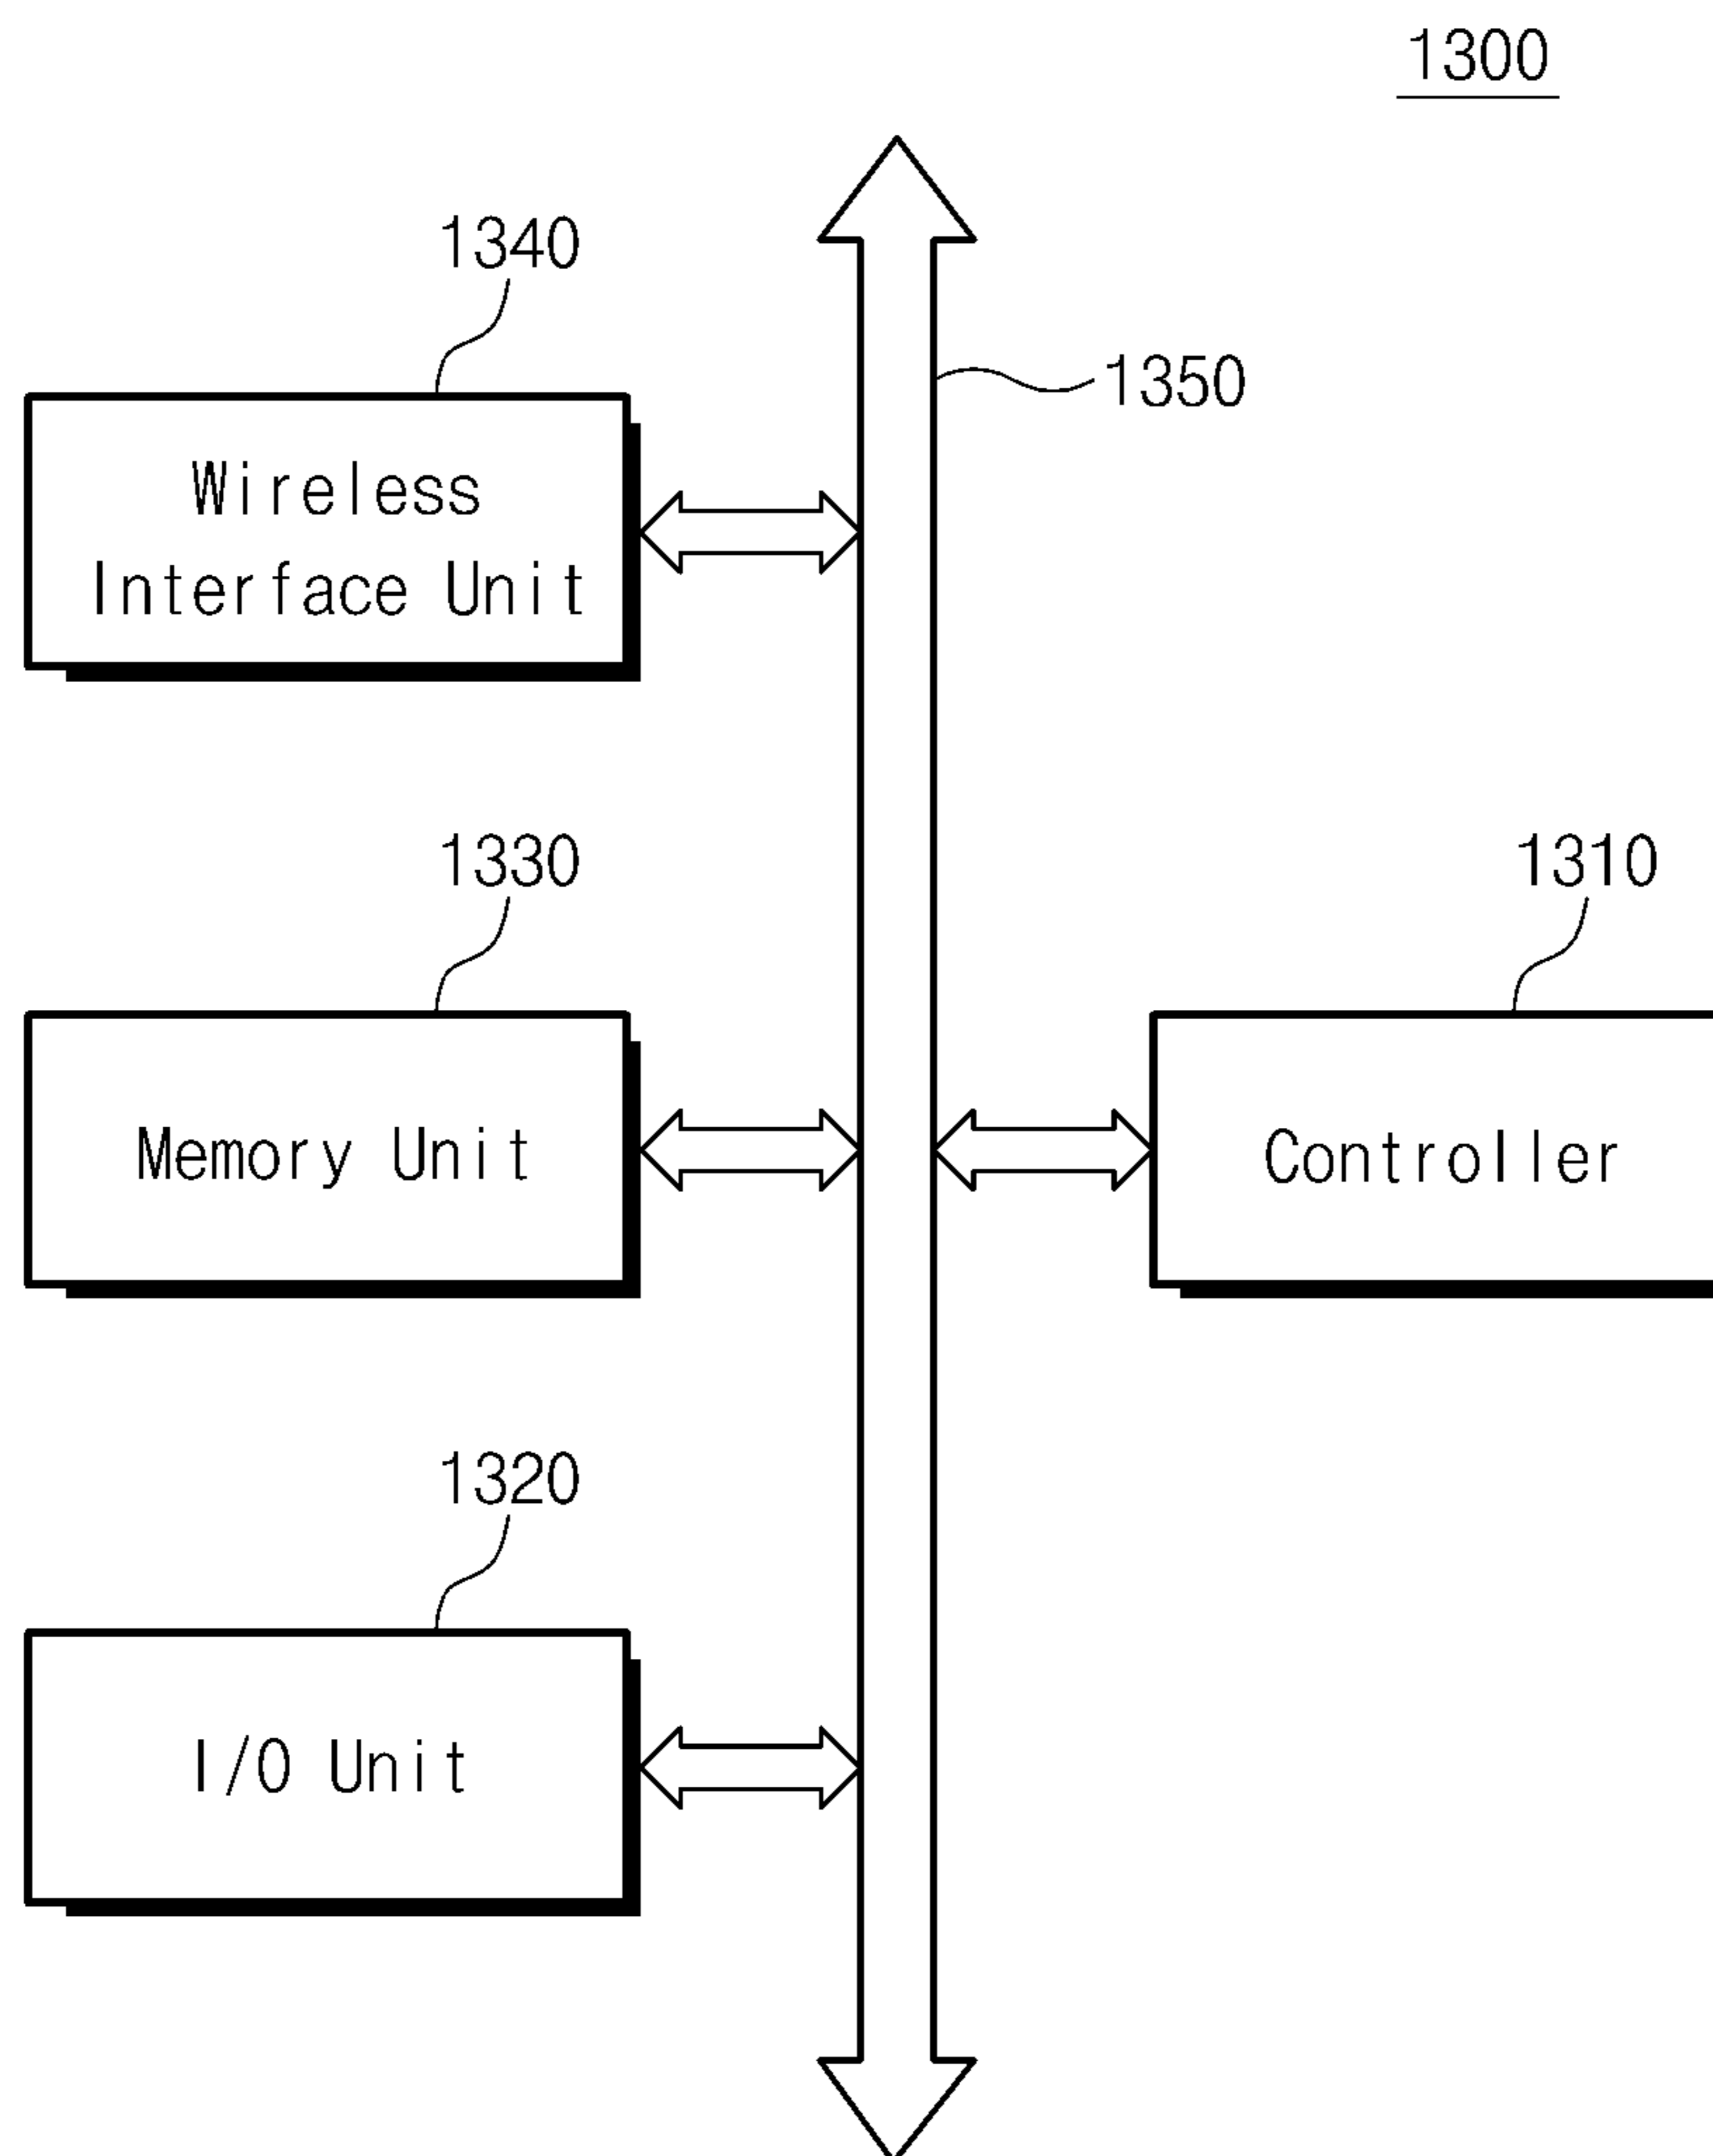 1300
1340
1350
Wireless
Interface Unit
1330
1310
Memory Unit
Controller
1320
I/O Unit